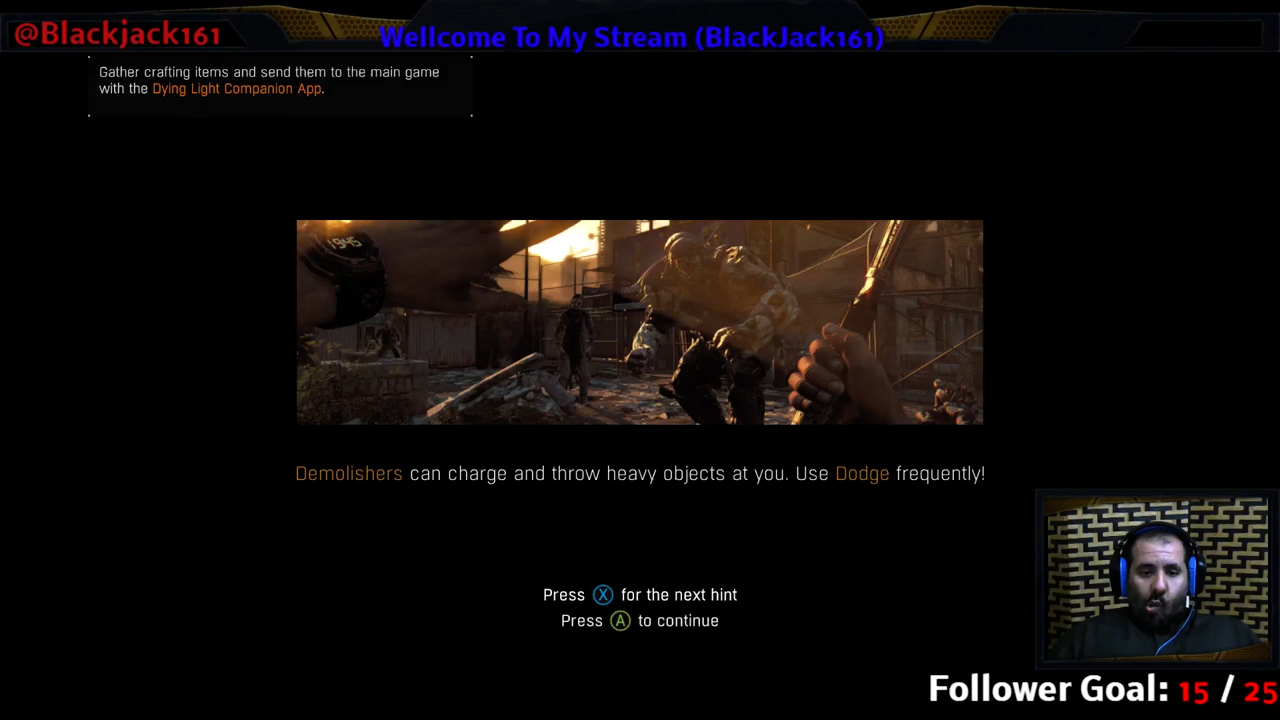 @Blackjack161
Wellcome To My Stream (BlackJack161)
Gather crafting items and send them to the main game
with the Dying Light Companion App.
1945
Demolishers can charge and throw heavy objects at you. Use Dodge frequently!
Press X for the next hint
Press A to continue
Follower Goal: 15 / 25